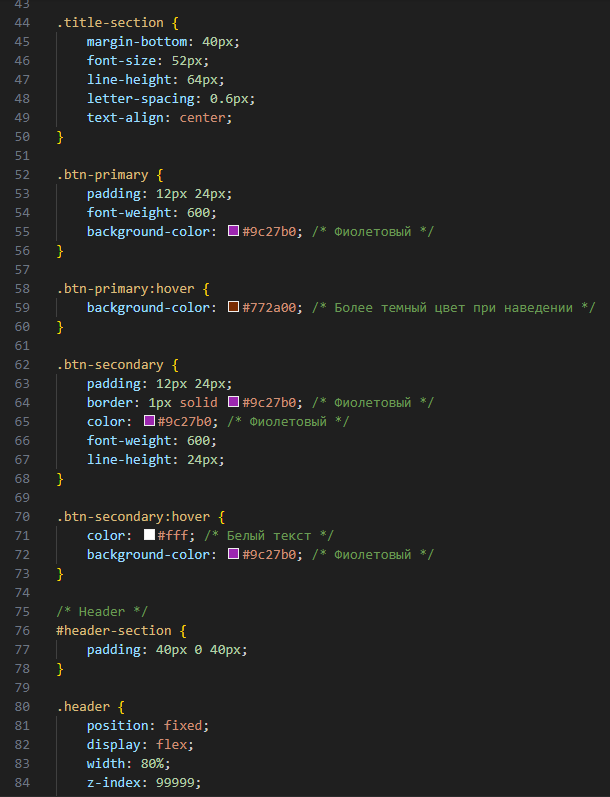 43
44 .title-section {
45 margin-bottom: 40px;
46 font-size: 52px;
47 line-height: 64px;
48 letter-spacing: 0.6px;
49 text-align: center;
50 }
51
52 .btn-primary {
53 padding: 12px 24px;
54 font-weight: 600;
55 background-color: #9c27b0; /* Фиолетовый */
56 }
57
58 .btn-primary:hover {
59 background-color: #772a00; /* Более темный цвет при наведении */
60 }
61
62 .btn-secondary {
63 padding: 12px 24px;
64 border: 1px solid #9c27b0; /* Фиолетовый */
65 color: #9c27b0; /* Фиолетовый */
66 font-weight: 600;
67 line-height: 24px;
68 }
69
70 .btn-secondary:hover {
71 color: #fff; /* Белый текст */
72 background-color: #9c27b0; /* Фиолетовый */
73 }
74
75 /* Header */
76 #header-section {
77 padding: 40px 0 40px;
78 }
79
80 .header {
81 position: fixed;
82 display: flex;
83 width: 80%;
84 z-index: 99999;